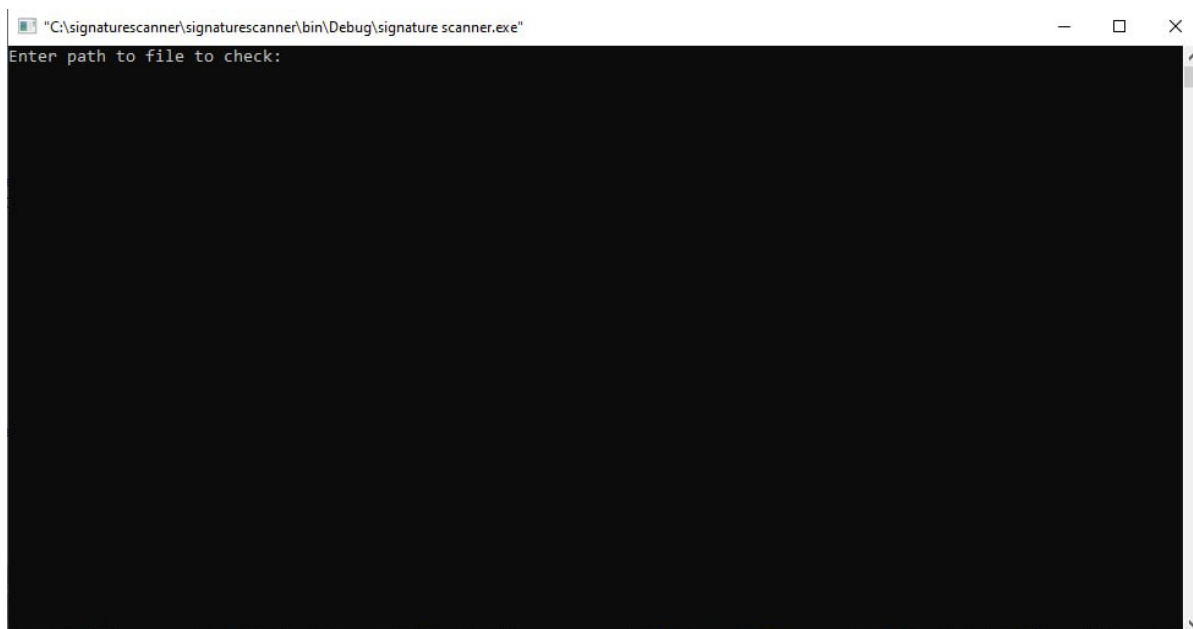 "C:\signaturescanner\signaturescanner\bin\Debug\signature scanner.exe"
Enter path to file to check: